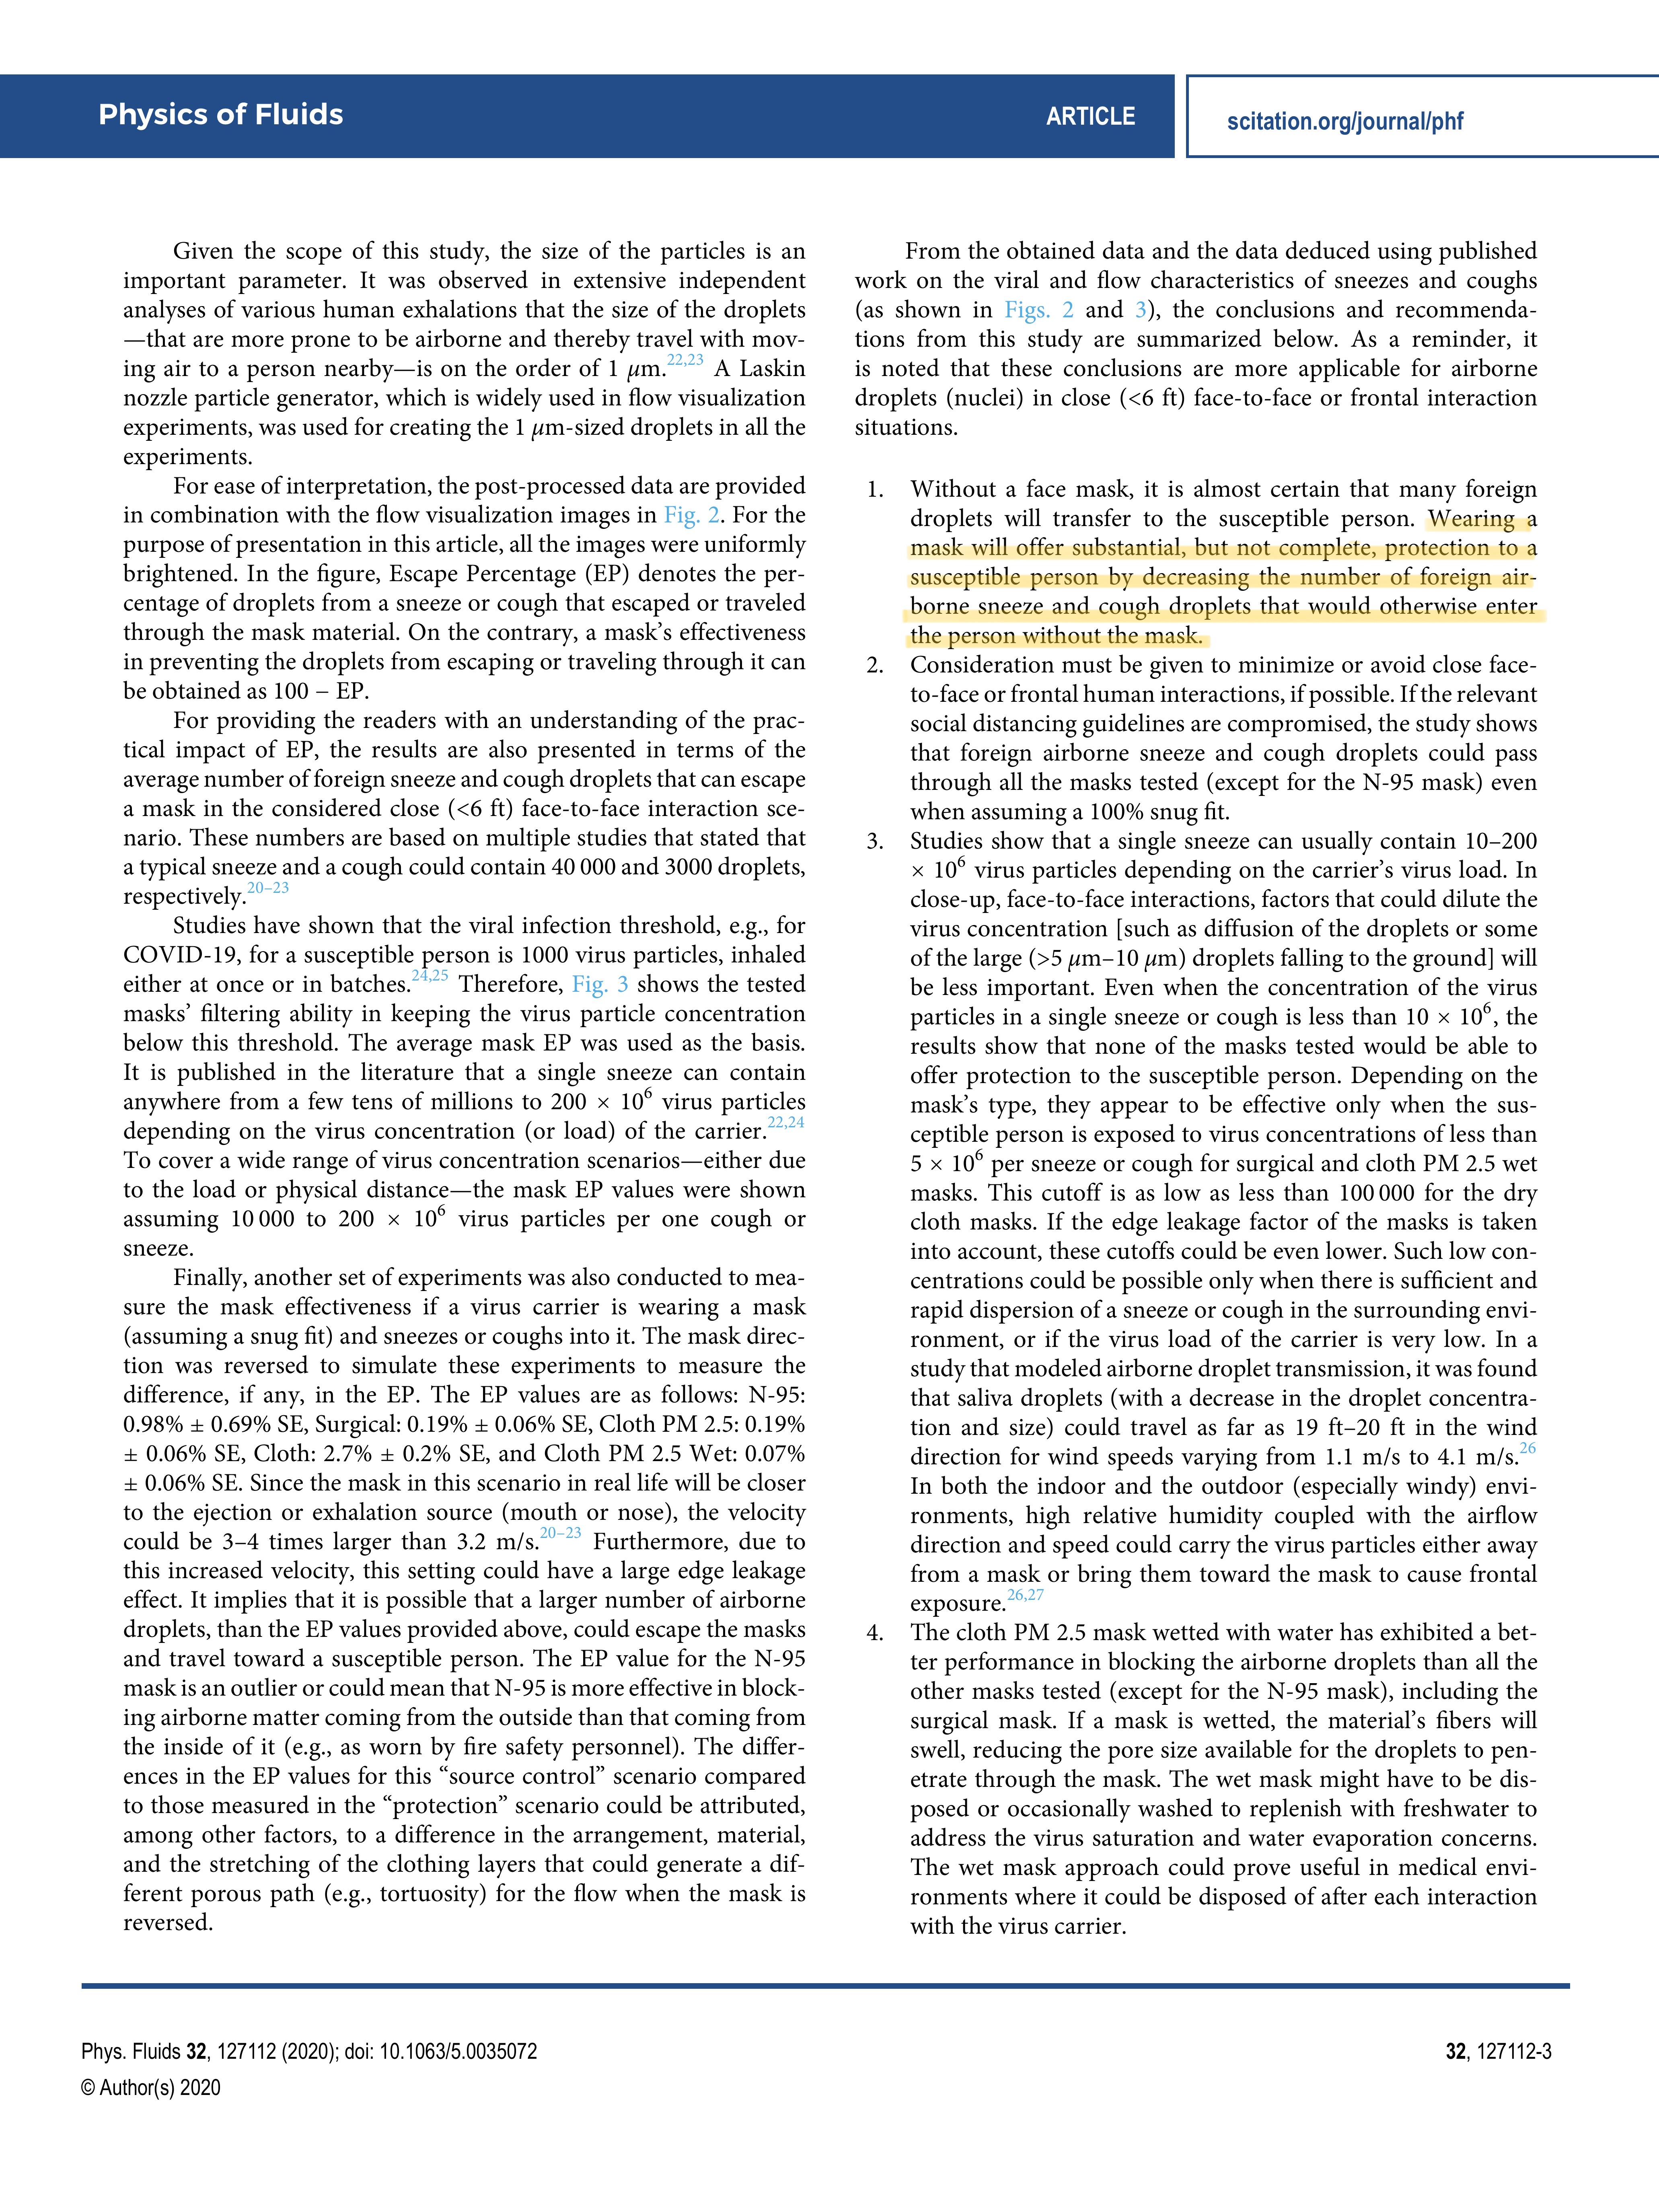 Physics of Fluids
ARTICLE
scitation.org/journal/phf
Given the scope of this study, the size of the particles is an
important parameter. It was observed in extensive independent
analyses of various human exhalations that the size of the droplets
—that are more prone to be airborne and thereby travel with mov-
ing air to a person nearby—is on the order of 1 μm.22,23 A Laskin
nozzle particle generator, which is widely used in flow visualization
experiments, was used for creating the 1 μm-sized droplets in all the
experiments.
For ease of interpretation, the post-processed data are provided
in combination with the flow visualization images in Fig. 2. For the
purpose of presentation in this article, all the images were uniformly
brightened. In the figure, Escape Percentage (EP) denotes the per-
centage of droplets from a sneeze or cough that escaped or traveled
through the mask material. On the contrary, a mask’s effectiveness
in preventing the droplets from escaping or traveling through it can
be obtained as 100 − EP.
For providing the readers with an understanding of the prac-
tical impact of EP, the results are also presented in terms of the
average number of foreign sneeze and cough droplets that can escape
a mask in the considered close (<6 ft) face-to-face interaction sce-
nario. These numbers are based on multiple studies that stated that
a typical sneeze and a cough could contain 40 000 and 3000 droplets,
respectively.20–23
Studies have shown that the viral infection threshold, e.g., for
COVID-19, for a susceptible person is 1000 virus particles, inhaled
either at once or in batches.24,25 Therefore, Fig. 3 shows the tested
masks’ filtering ability in keeping the virus particle concentration
below this threshold. The average mask EP was used as the basis.
It is published in the literature that a single sneeze can contain
anywhere from a few tens of millions to 200 × 10⁶ virus particles
depending on the virus concentration (or load) of the carrier.22,24
To cover a wide range of virus concentration scenarios—either due
to the load or physical distance—the mask EP values were shown
assuming 10 000 to 200 × 10⁶ virus particles per one cough or
sneeze.
Finally, another set of experiments was also conducted to mea-
sure the mask effectiveness if a virus carrier is wearing a mask
(assuming a snug fit) and sneezes or coughs into it. The mask direc-
tion was reversed to simulate these experiments to measure the
difference, if any, in the EP. The EP values are as follows: N-95:
0.98% ± 0.69% SE, Surgical: 0.19% ± 0.06% SE, Cloth PM 2.5: 0.19%
± 0.06% SE, Cloth: 2.7% ± 0.2% SE, and Cloth PM 2.5 Wet: 0.07%
± 0.06% SE. Since the mask in this scenario in real life will be closer
to the ejection or exhalation source (mouth or nose), the velocity
could be 3–4 times larger than 3.2 m/s.20–23 Furthermore, due to
this increased velocity, this setting could have a large edge leakage
effect. It implies that it is possible that a larger number of airborne
droplets, than the EP values provided above, could escape the masks
and travel toward a susceptible person. The EP value for the N-95
mask is an outlier or could mean that N-95 is more effective in block-
ing airborne matter coming from the outside than that coming from
the inside of it (e.g., as worn by fire safety personnel). The differ-
ences in the EP values for this “source control” scenario compared
to those measured in the “protection” scenario could be attributed,
among other factors, to a difference in the arrangement, material,
and the stretching of the clothing layers that could generate a dif-
ferent porous path (e.g., tortuosity) for the flow when the mask is
reversed.
From the obtained data and the data deduced using published
work on the viral and flow characteristics of sneezes and coughs
(as shown in Figs. 2 and 3), the conclusions and recommenda-
tions from this study are summarized below. As a reminder, it
is noted that these conclusions are more applicable for airborne
droplets (nuclei) in close (<6 ft) face-to-face or frontal interaction
situations.
1. Without a face mask, it is almost certain that many foreign
droplets will transfer to the susceptible person. Wearing a
mask will offer substantial, but not complete, protection to a
susceptible person by decreasing the number of foreign air-
borne sneeze and cough droplets that would otherwise enter
the person without the mask.
2. Consideration must be given to minimize or avoid close face-
to-face or frontal human interactions, if possible. If the relevant
social distancing guidelines are compromised, the study shows
that foreign airborne sneeze and cough droplets could pass
through all the masks tested (except for the N-95 mask) even
when assuming a 100% snug fit.
3. Studies show that a single sneeze can usually contain 10–200
× 10⁶ virus particles depending on the carrier’s virus load. In
close-up, face-to-face interactions, factors that could dilute the
virus concentration [such as diffusion of the droplets or some
of the large (>5 μm–10 μm) droplets falling to the ground] will
be less important. Even when the concentration of the virus
particles in a single sneeze or cough is less than 10 × 10⁶, the
results show that none of the masks tested would be able to
offer protection to the susceptible person. Depending on the
mask’s type, they appear to be effective only when the sus-
ceptible person is exposed to virus concentrations of less than
5 × 10⁶ per sneeze or cough for surgical and cloth PM 2.5 wet
masks. This cutoff is as low as less than 100 000 for the dry
cloth masks. If the edge leakage factor of the masks is taken
into account, these cutoffs could be even lower. Such low con-
centrations could be possible only when there is sufficient and
rapid dispersion of a sneeze or cough in the surrounding envi-
ronment, or if the virus load of the carrier is very low. In a
study that modeled airborne droplet transmission, it was found
that saliva droplets (with a decrease in the droplet concentra-
tion and size) could travel as far as 19 ft–20 ft in the wind
direction for wind speeds varying from 1.1 m/s to 4.1 m/s.26
In both the indoor and the outdoor (especially windy) envi-
ronments, high relative humidity coupled with the airflow
direction and speed could carry the virus particles either away
from a mask or bring them toward the mask to cause frontal
exposure.26,27
4. The cloth PM 2.5 mask wetted with water has exhibited a bet-
ter performance in blocking the airborne droplets than all the
other masks tested (except for the N-95 mask), including the
surgical mask. If a mask is wetted, the material’s fibers will
swell, reducing the pore size available for the droplets to pen-
etrate through the mask. The wet mask might have to be dis-
posed or occasionally washed to replenish with freshwater to
address the virus saturation and water evaporation concerns.
The wet mask approach could prove useful in medical envi-
ronments where it could be disposed of after each interaction
with the virus carrier.
Phys. Fluids 32, 127112 (2020); doi: 10.1063/5.0035072
32, 127112-3
© Author(s) 2020